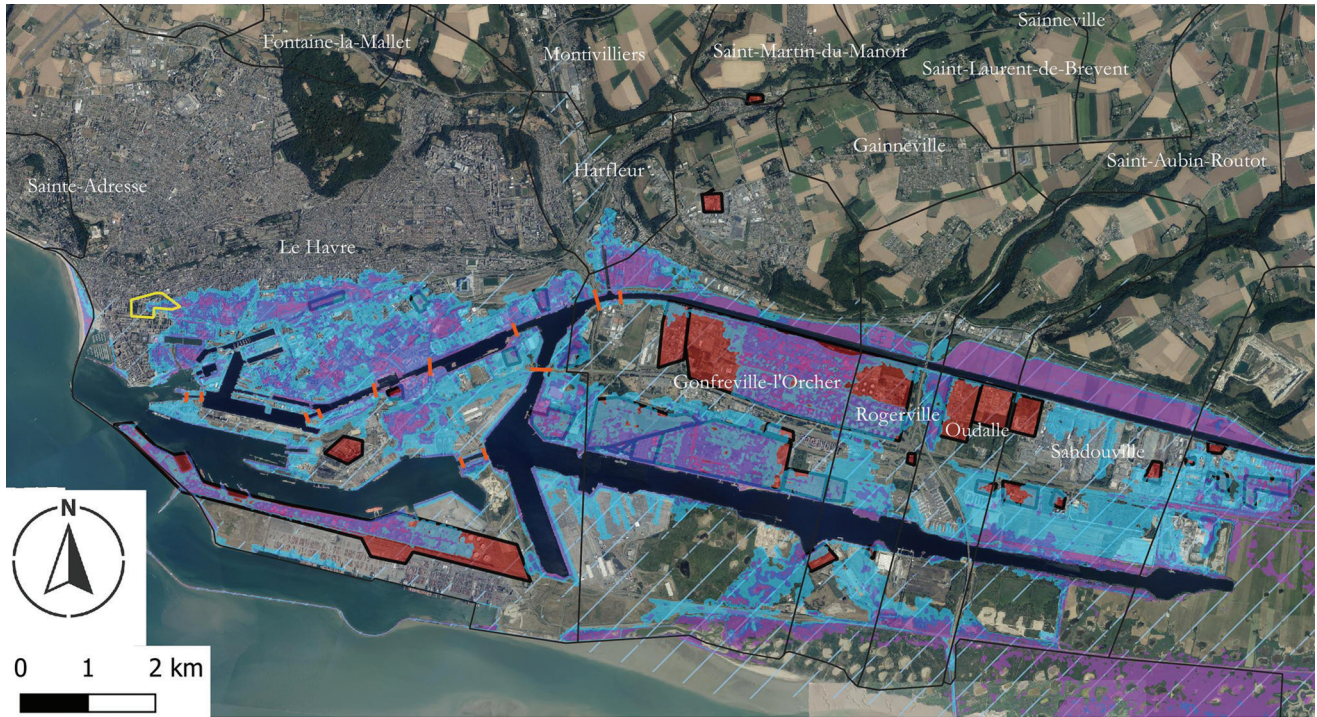 Sainneville
Fontaine-la-Mallet
Montivilliers
Saint-Martin-du-Manoir
Saint-Laurent-de-Brevent
Gainneville
Saint-Aubin-Routot
Harfleur
Sainte-Adresse
Le Havre
Gonfreville-l'Orcher
Rogerville
Oudalle
Sandouville
N
0 1 2 km